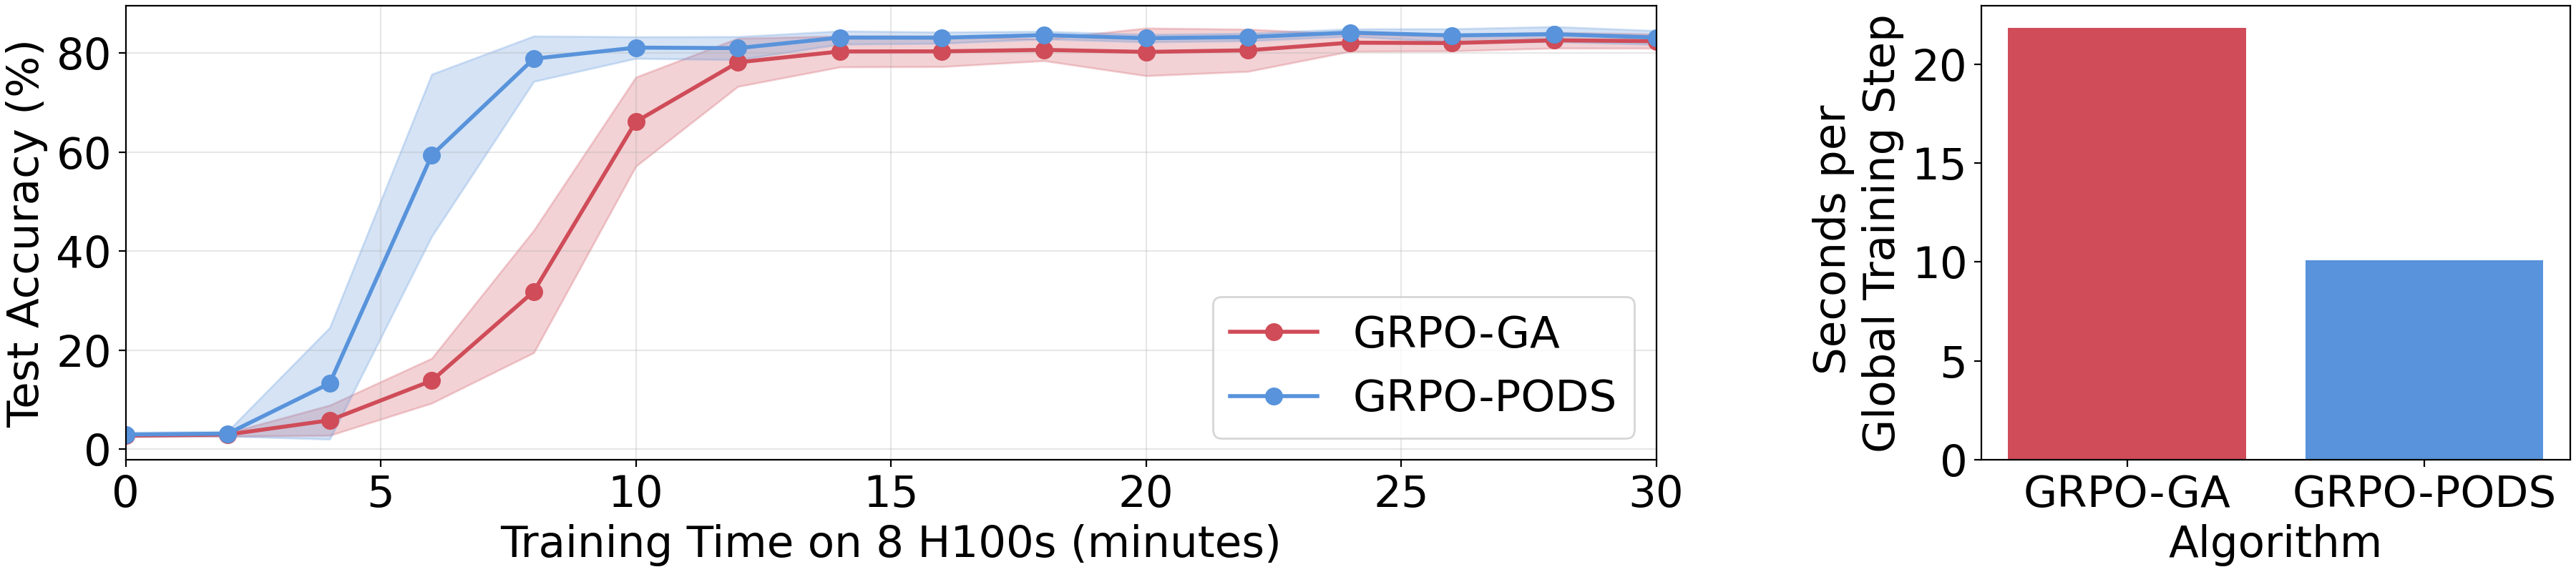 Test Accuracy (%)
80
60
40
20
0
0 5 10 15 20 25 30
Training Time on 8 H100s (minutes)
GRPO-GA
GRPO-PODS
Seconds per
Global Training Step
20
15
10
5
0
GRPO-GA GRPO-PODS
Algorithm